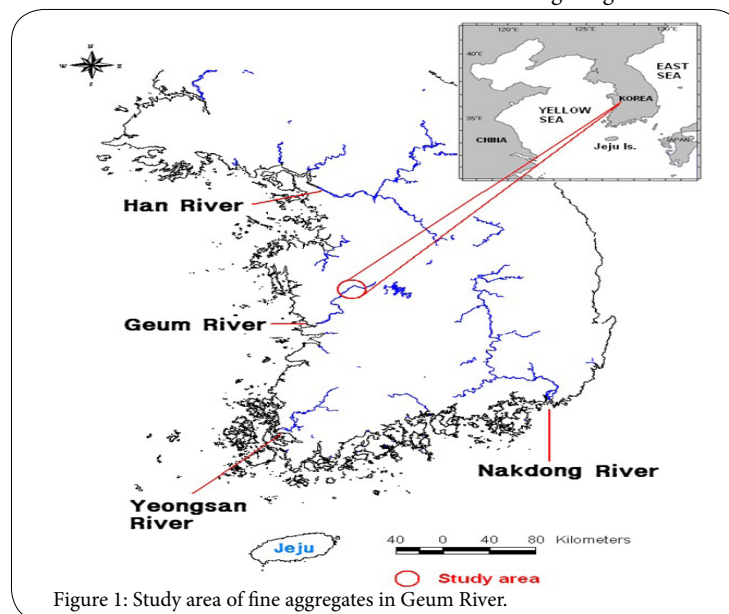 N
W
E
S
120°E
125°E
130°E
40°E
35°E
EAST
SEA
KOREA
YELLOW
SEA
CHINA
JAPAN
Jeju Is.
Han River
Geum River
Nakdong River
Yeongsan
River
Jeju
40 0 40 80 Kilometers
Study area
Figure 1: Study area of fine aggregates in Geum River.